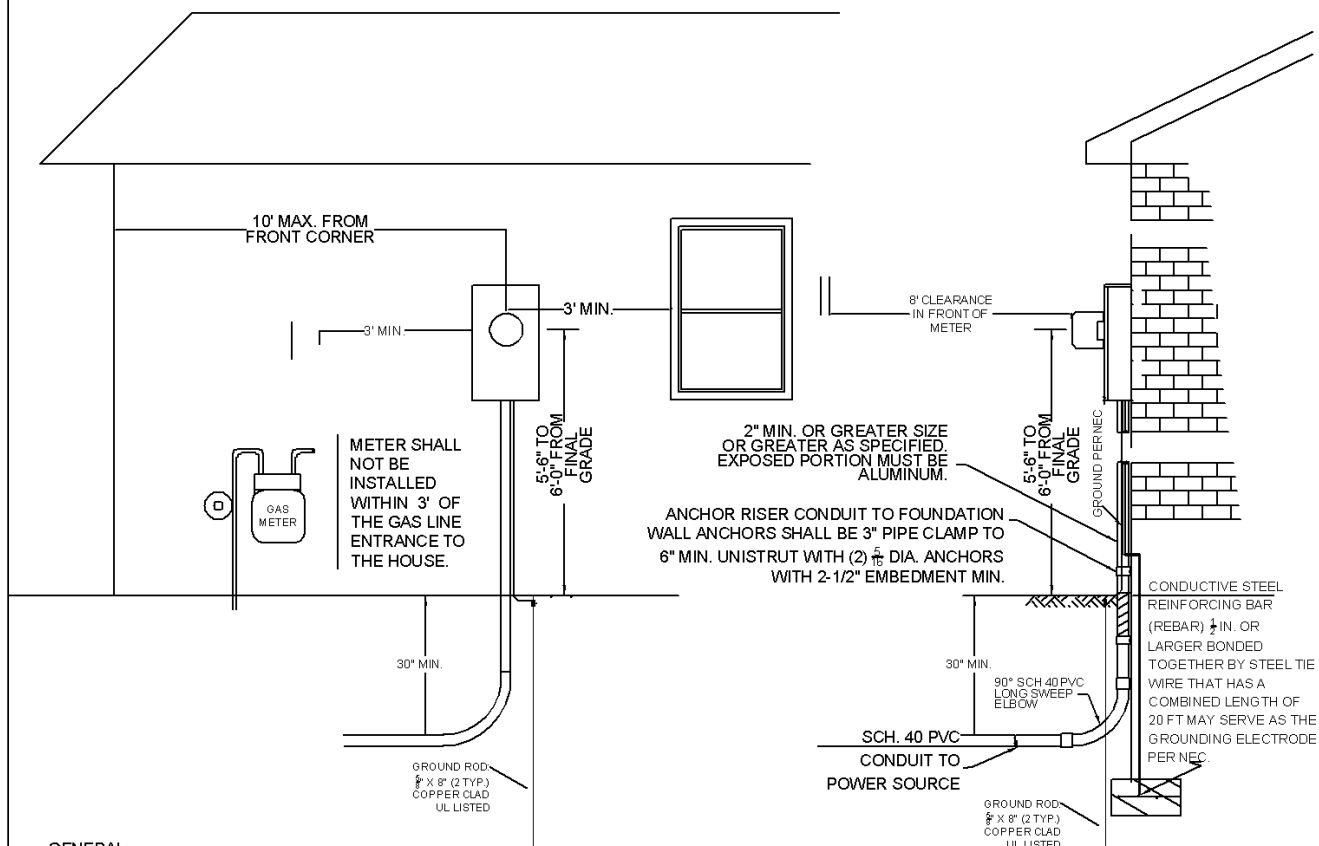 10' MAX. FROM
FRONT CORNER
3' MIN.
3' MIN
8' CLEARANCE
IN FRONT OF
METER
5'-6" TO
6'-0" FROM
FINAL
GRADE
METER SHALL
NOT BE
INSTALLED
WITHIN 3' OF
THE GAS LINE
ENTRANCE TO
THE HOUSE.
GAS
METER
2" MIN. OR GREATER SIZE
OR GREATER AS SPECIFIED.
EXPOSED PORTION MUST BE
ALUMINUM.
5'-6" TO
6'-0" FROM
FINAL
GRADE
GROUND PER NEC
ANCHOR RISER CONDUIT TO FOUNDATION
WALL ANCHORS SHALL BE 3" PIPE CLAMP TO
6" MIN. UNISTRUT WITH (2) 5/16 DIA. ANCHORS
WITH 2-1/2" EMBEDMENT MIN.
CONDUCTIVE STEEL
REINFORCING BAR
(REBAR) 1/2 IN. OR
LARGER BONDED
TOGETHER BY STEEL TIE
WIRE THAT HAS A
COMBINED LENGTH OF
20 FT MAY SERVE AS THE
GROUNDING ELECTRODE
PER NEC.
30" MIN.
30" MIN.
90° SCH 40 PVC
LONG SWEEP
ELBOW
SCH. 40 PVC
CONDUIT TO
POWER SOURCE
GROUND ROD:
5/8" X 8" (2 TYP.)
COPPER CLAD
UL LISTED
GROUND ROD:
5/8" X 8" (2 TYP.)
COPPER CLAD
UL LISTED
GENERAL